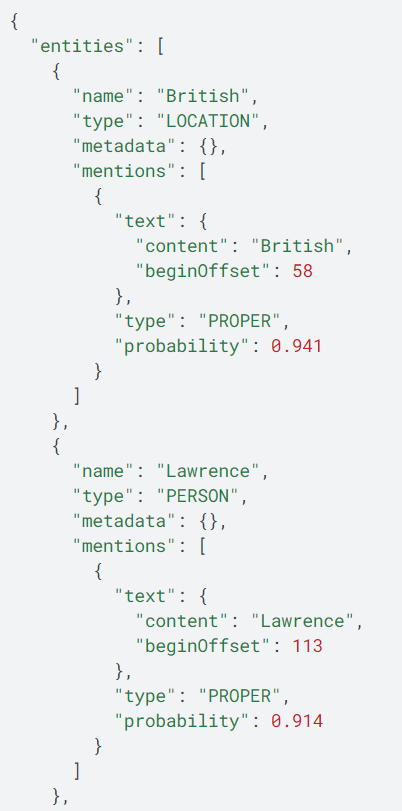 {
  "entities": [
    {
      "name": "British",
      "type": "LOCATION",
      "metadata": {},
      "mentions": [
        {
          "text": {
            "content": "British",
            "beginOffset": 58
          },
          "type": "PROPER",
          "probability": 0.941
        }
      ]
    },
    {
      "name": "Lawrence",
      "type": "PERSON",
      "metadata": {},
      "mentions": [
        {
          "text": {
            "content": "Lawrence",
            "beginOffset": 113
          },
          "type": "PROPER",
          "probability": 0.914
        }
      ]
    },